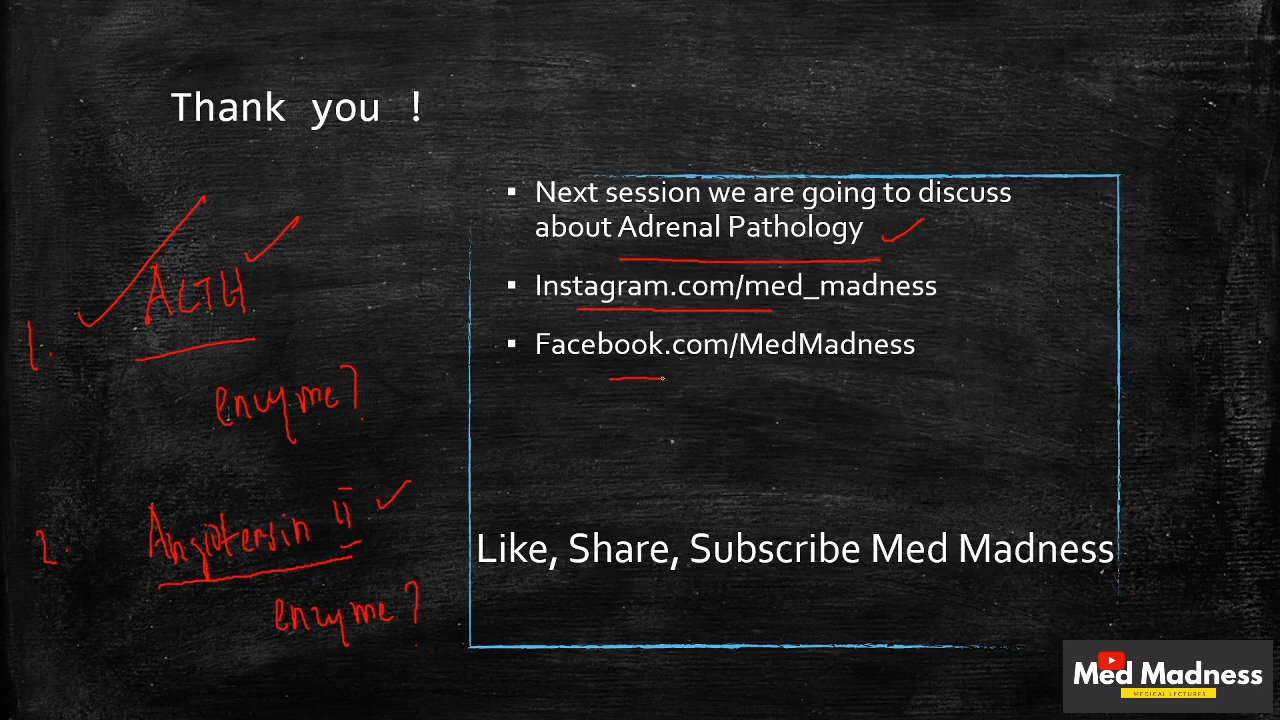 Thank you !
▪ Next session we are going to discuss
about Adrenal Pathology
▪ Instagram.com/med_madness
▪ Facebook.com/MedMadness
Like, Share, Subscribe Med Madness
1. ACTH
enzyme?
2. Angiotensin II
enzyme?
Med Madness
MEDICAL LECTURES